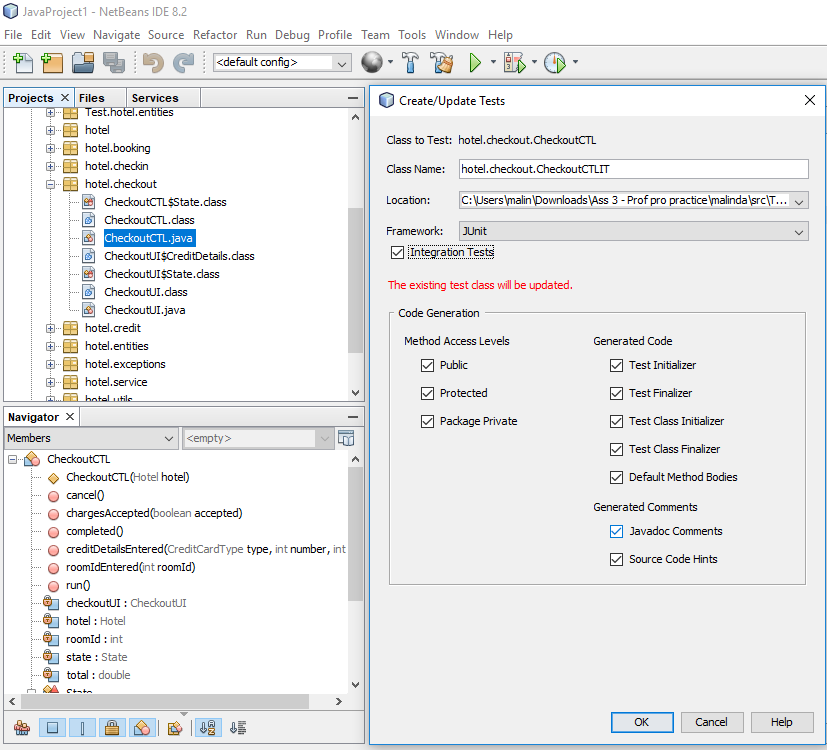 JavaProject1 - NetBeans IDE 8.2
File Edit View Navigate Source Refactor Run Debug Profile Team Tools Window Help
<default config>
Projects Files Services
Test.hotel.entities
hotel
hotel.booking
hotel.checkin
hotel.checkout
CheckoutCTL$State.class
CheckoutCTL.class
CheckoutCTL.java
CheckoutUI$CreditDetails.class
CheckoutUI$State.class
CheckoutUI.class
CheckoutUI.java
hotel.credit
hotel.entities
hotel.exceptions
hotel.service
hotel.utils
Navigator
Members <empty>
CheckoutCTL
CheckoutCTL(Hotel hotel)
cancel()
chargesAccepted(boolean accepted)
completed()
creditDetailsEntered(CreditCardType type, int number, int
roomIdEntered(int roomId)
run()
checkoutUI : CheckoutUI
hotel : Hotel
roomId : int
state : State
total : double
State
Create/Update Tests
Class to Test: hotel.checkout.CheckoutCTL
Class Name: hotel.checkout.CheckoutCTLIT
Location: C:\Users\malin\Downloads\Ass 3 - Prof pro practice\malinda\src\T...
Framework: JUnit
Integration Tests
The existing test class will be updated.
Code Generation
Method Access Levels
Public
Protected
Package Private
Generated Code
Test Initializer
Test Finalizer
Test Class Initializer
Test Class Finalizer
Default Method Bodies
Generated Comments
Javadoc Comments
Source Code Hints
OK Cancel Help